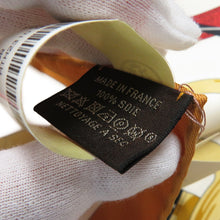 MADE IN FRANCE
100% SOIE
NETTOYAGE A SEC